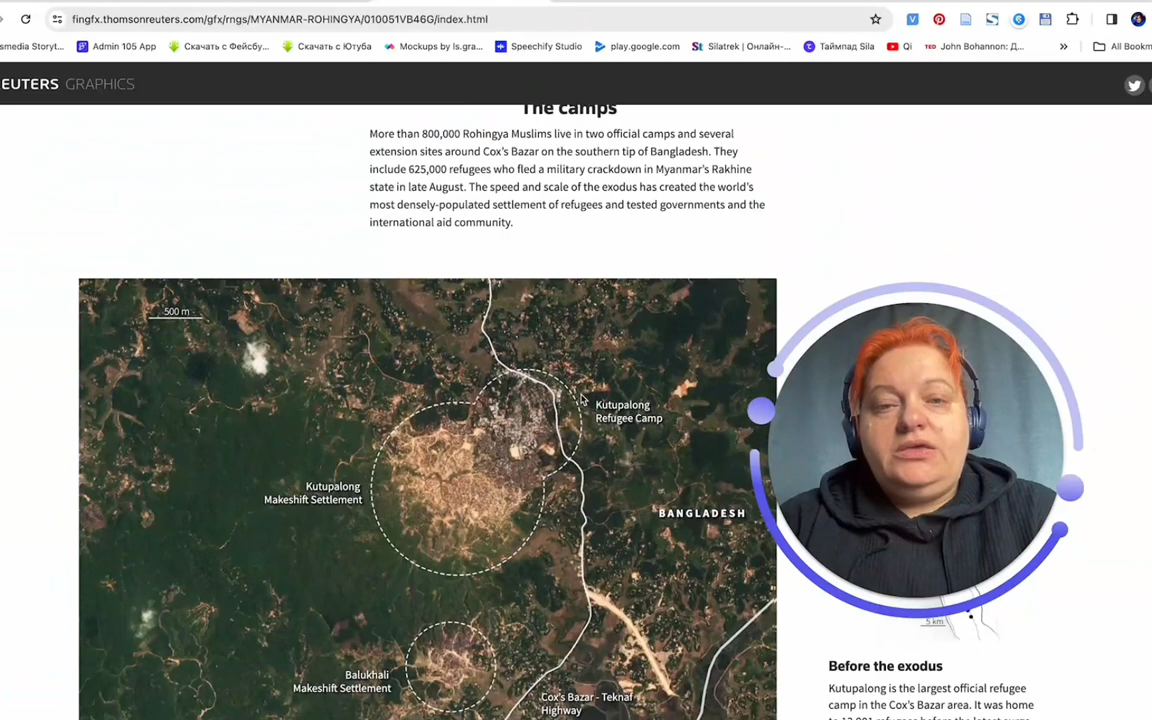 fingfx.thomsonreuters.com/gfx/rngs/MYANMAR-ROHINGYA/010051VB46G/index.html
smedia Storyt... Admin 105 App Скачать с Фейсбу... Скачать с Ютуба Mockups by ls.gra... Speechify Studio play.google.com Silatrek | Онлайн-... Таймпад Sila Qi TED John Bohannon: Д... » All Bookm
EUTERS GRAPHICS
The camps
More than 800,000 Rohingya Muslims live in two official camps and several
extension sites around Cox's Bazar on the southern tip of Bangladesh. They
include 625,000 refugees who fled a military crackdown in Myanmar's Rakhine
state in late August. The speed and scale of the exodus has created the world's
most densely-populated settlement of refugees and tested governments and the
international aid community.
500 m
Kutupalong
Refugee Camp
Kutupalong
Makeshift Settlement
BANGLADESH
Balukhali
Makeshift Settlement
Cox's Bazar - Teknaf
Highway
5 km
Before the exodus
Kutupalong is the largest official refugee
camp in the Cox's Bazar area. It was home